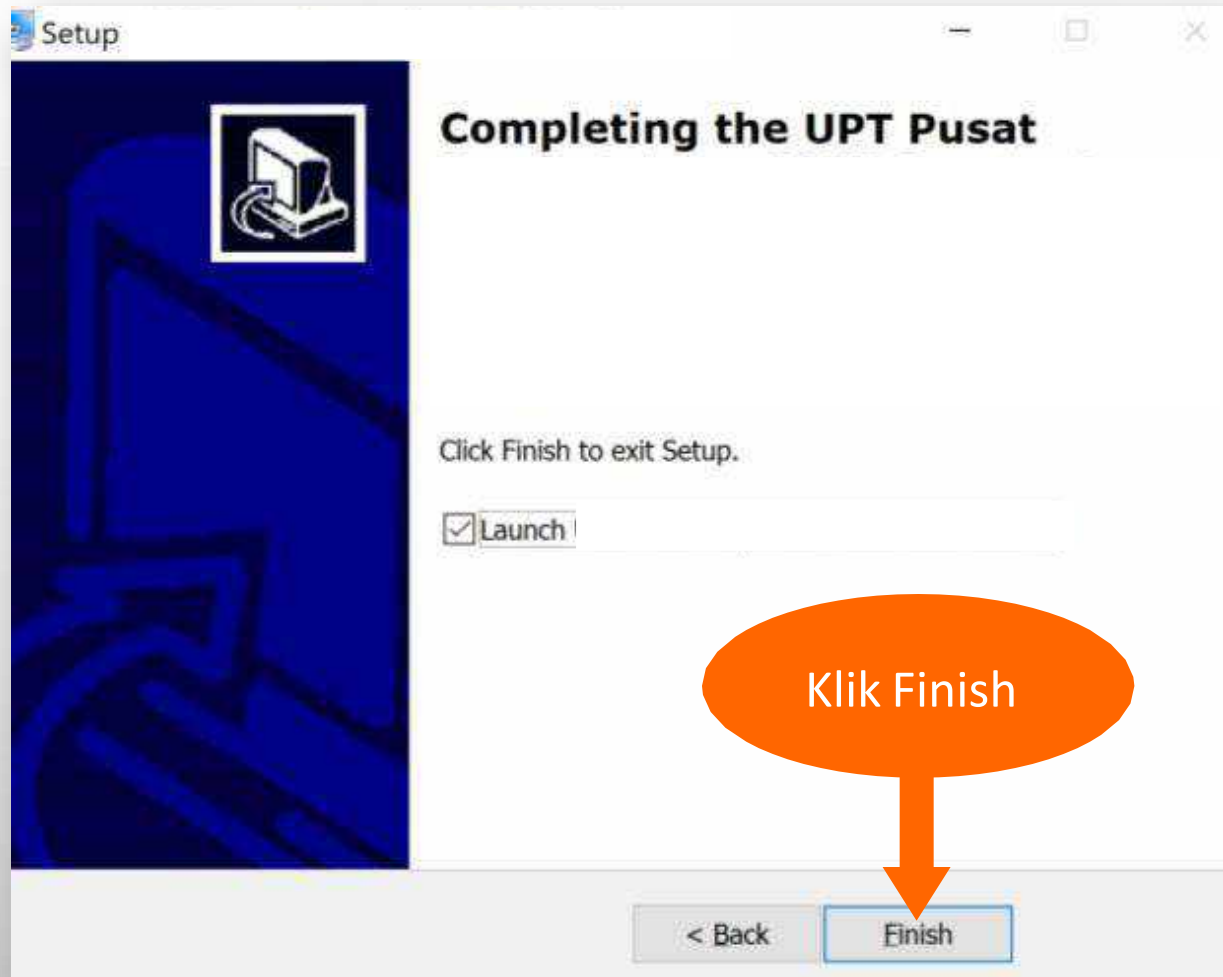 Setup
Completing the UPT Pusat
Click Finish to exit Setup.
Launch
Klik Finish
< Back
Finish